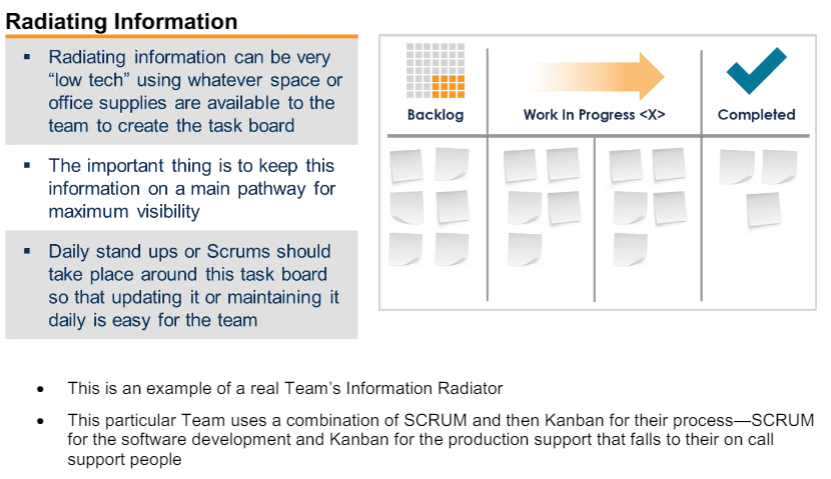 Radiating Information
▪ Radiating information can be very
“low tech” using whatever space or
office supplies are available to the
team to create the task board
▪ The important thing is to keep this
information on a main pathway for
maximum visibility
▪ Daily stand ups or Scrums should
take place around this task board
so that updating it or maintaining it
daily is easy for the team
Backlog
Work In Progress <X>
Completed
• This is an example of a real Team’s Information Radiator
• This particular Team uses a combination of SCRUM and then Kanban for their process—SCRUM
for the software development and Kanban for the production support that falls to their on call
support people